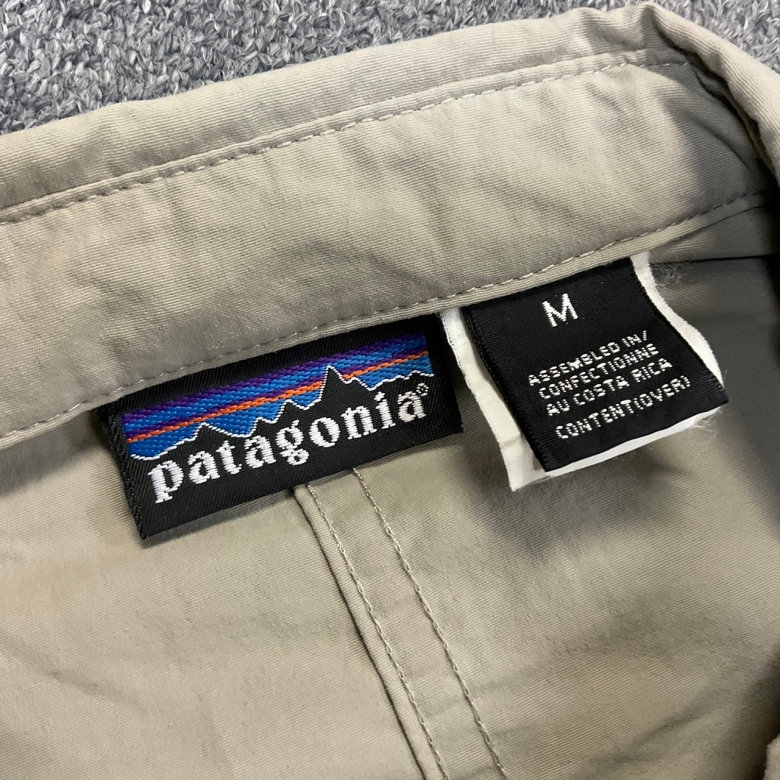 patagonia®
M
ASSEMBLED IN/
CONFECTIONNE
AU COSTA RICA
CONTENT(OVER)